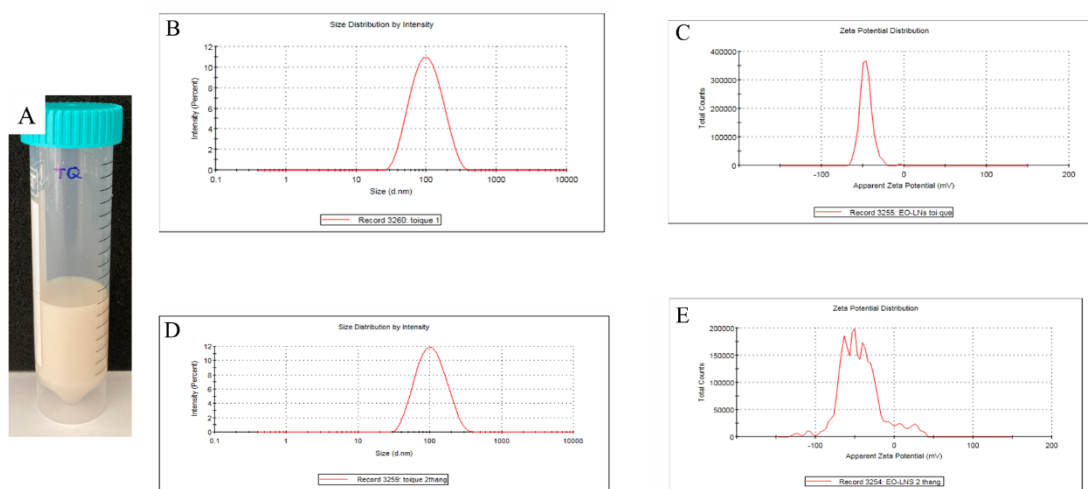 A
TQ
B
Size Distribution by Intensity
Intensity (Percent)
12
10
8
6
4
2
0
0.1 1 10 100 1000 10000
Size (d.nm)
Record 3260: toique 1
C
Zeta Potential Distribution
Total Counts
400000
300000
200000
100000
0
-100 0 100 200
Apparent Zeta Potential (mV)
Record 3255: EO-LNs toi que
D
Size Distribution by Intensity
Intensity (Percent)
12
10
8
6
4
2
0
0.1 1 10 100 1000 10000
Size (d.nm)
Record 3259: toique 2thang
E
Zeta Potential Distribution
Total Counts
200000
150000
100000
50000
0
-100 0 100 200
Apparent Zeta Potential (mV)
Record 3254: EO-LNS 2 thang